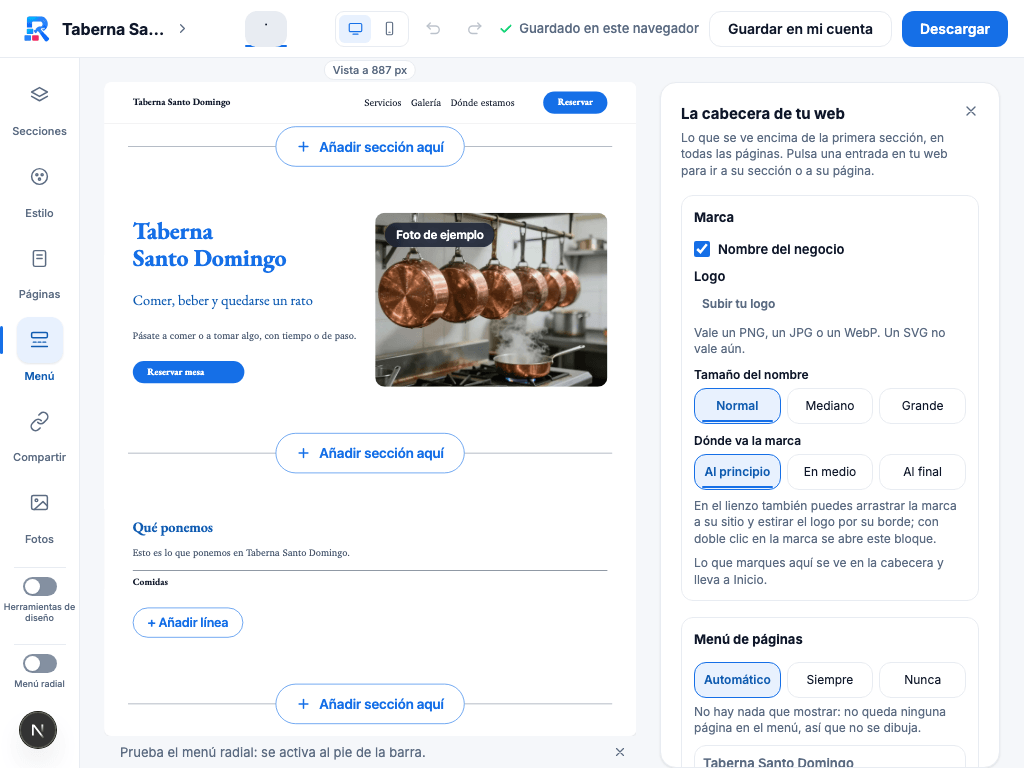 Taberna Sa...
Guardado en este navegador
Guardar en mi cuenta
Descargar
Vista a 887 px
Secciones
Estilo
Páginas
Menú
Compartir
Fotos
Herramientas de
diseño
Menú radial
N
Taberna Santo Domingo
Servicios
Galería
Dónde estamos
Reservar
+ Añadir sección aquí
Taberna
Santo Domingo
Comer, beber y quedarse un rato
Pásate a comer o a tomar algo, con tiempo o de paso.
Reservar mesa
Foto de ejemplo
+ Añadir sección aquí
Qué ponemos
Esto es lo que ponemos en Taberna Santo Domingo.
Comidas
+ Añadir línea
+ Añadir sección aquí
Prueba el menú radial: se activa al pie de la barra.
La cabecera de tu web
Lo que se ve encima de la primera sección, en
todas las páginas. Pulsa una entrada en tu web
para ir a su sección o a su página.
Marca
Nombre del negocio
Logo
Subir tu logo
Vale un PNG, un JPG o un WebP. Un SVG no
vale aún.
Tamaño del nombre
Normal
Mediano
Grande
Dónde va la marca
Al principio
En medio
Al final
En el lienzo también puedes arrastrar la marca
a su sitio y estirar el logo por su borde; con
doble clic en la marca se abre este bloque.
Lo que marques aquí se ve en la cabecera y
lleva a Inicio.
Menú de páginas
Automático
Siempre
Nunca
No hay nada que mostrar: no queda ninguna
página en el menú, así que no se dibuja.
Taberna Santo Domingo